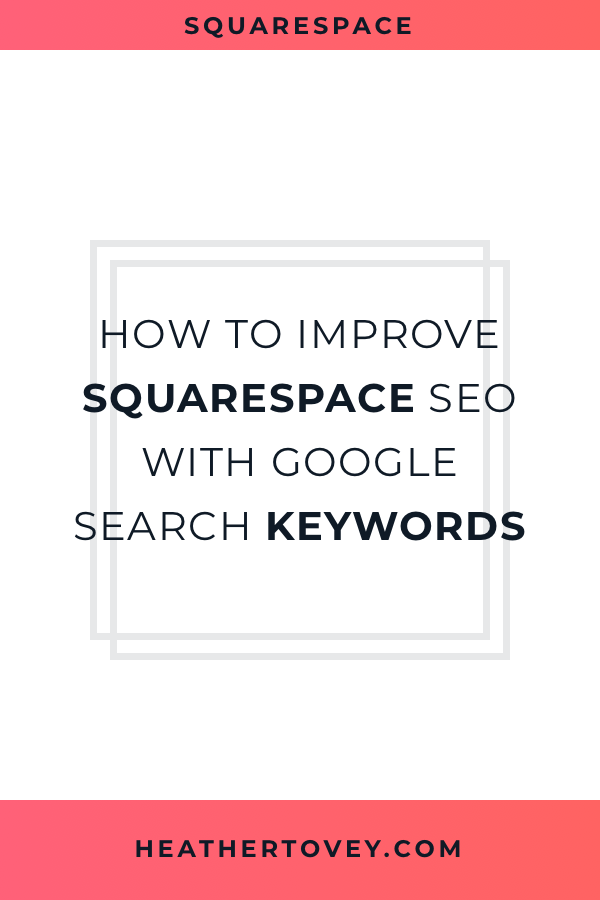 SQUARESPACE
HOW TO IMPROVE
SQUARESPACE SEO
WITH GOOGLE
SEARCH KEYWORDS
HEATHERTOVEY.COM